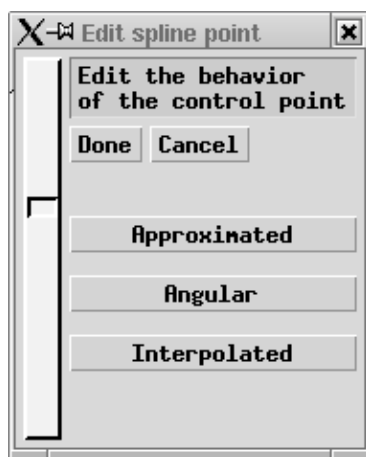 Edit spline point
Edit the behavior
of the control point
Done Cancel
Approximated
Angular
Interpolated